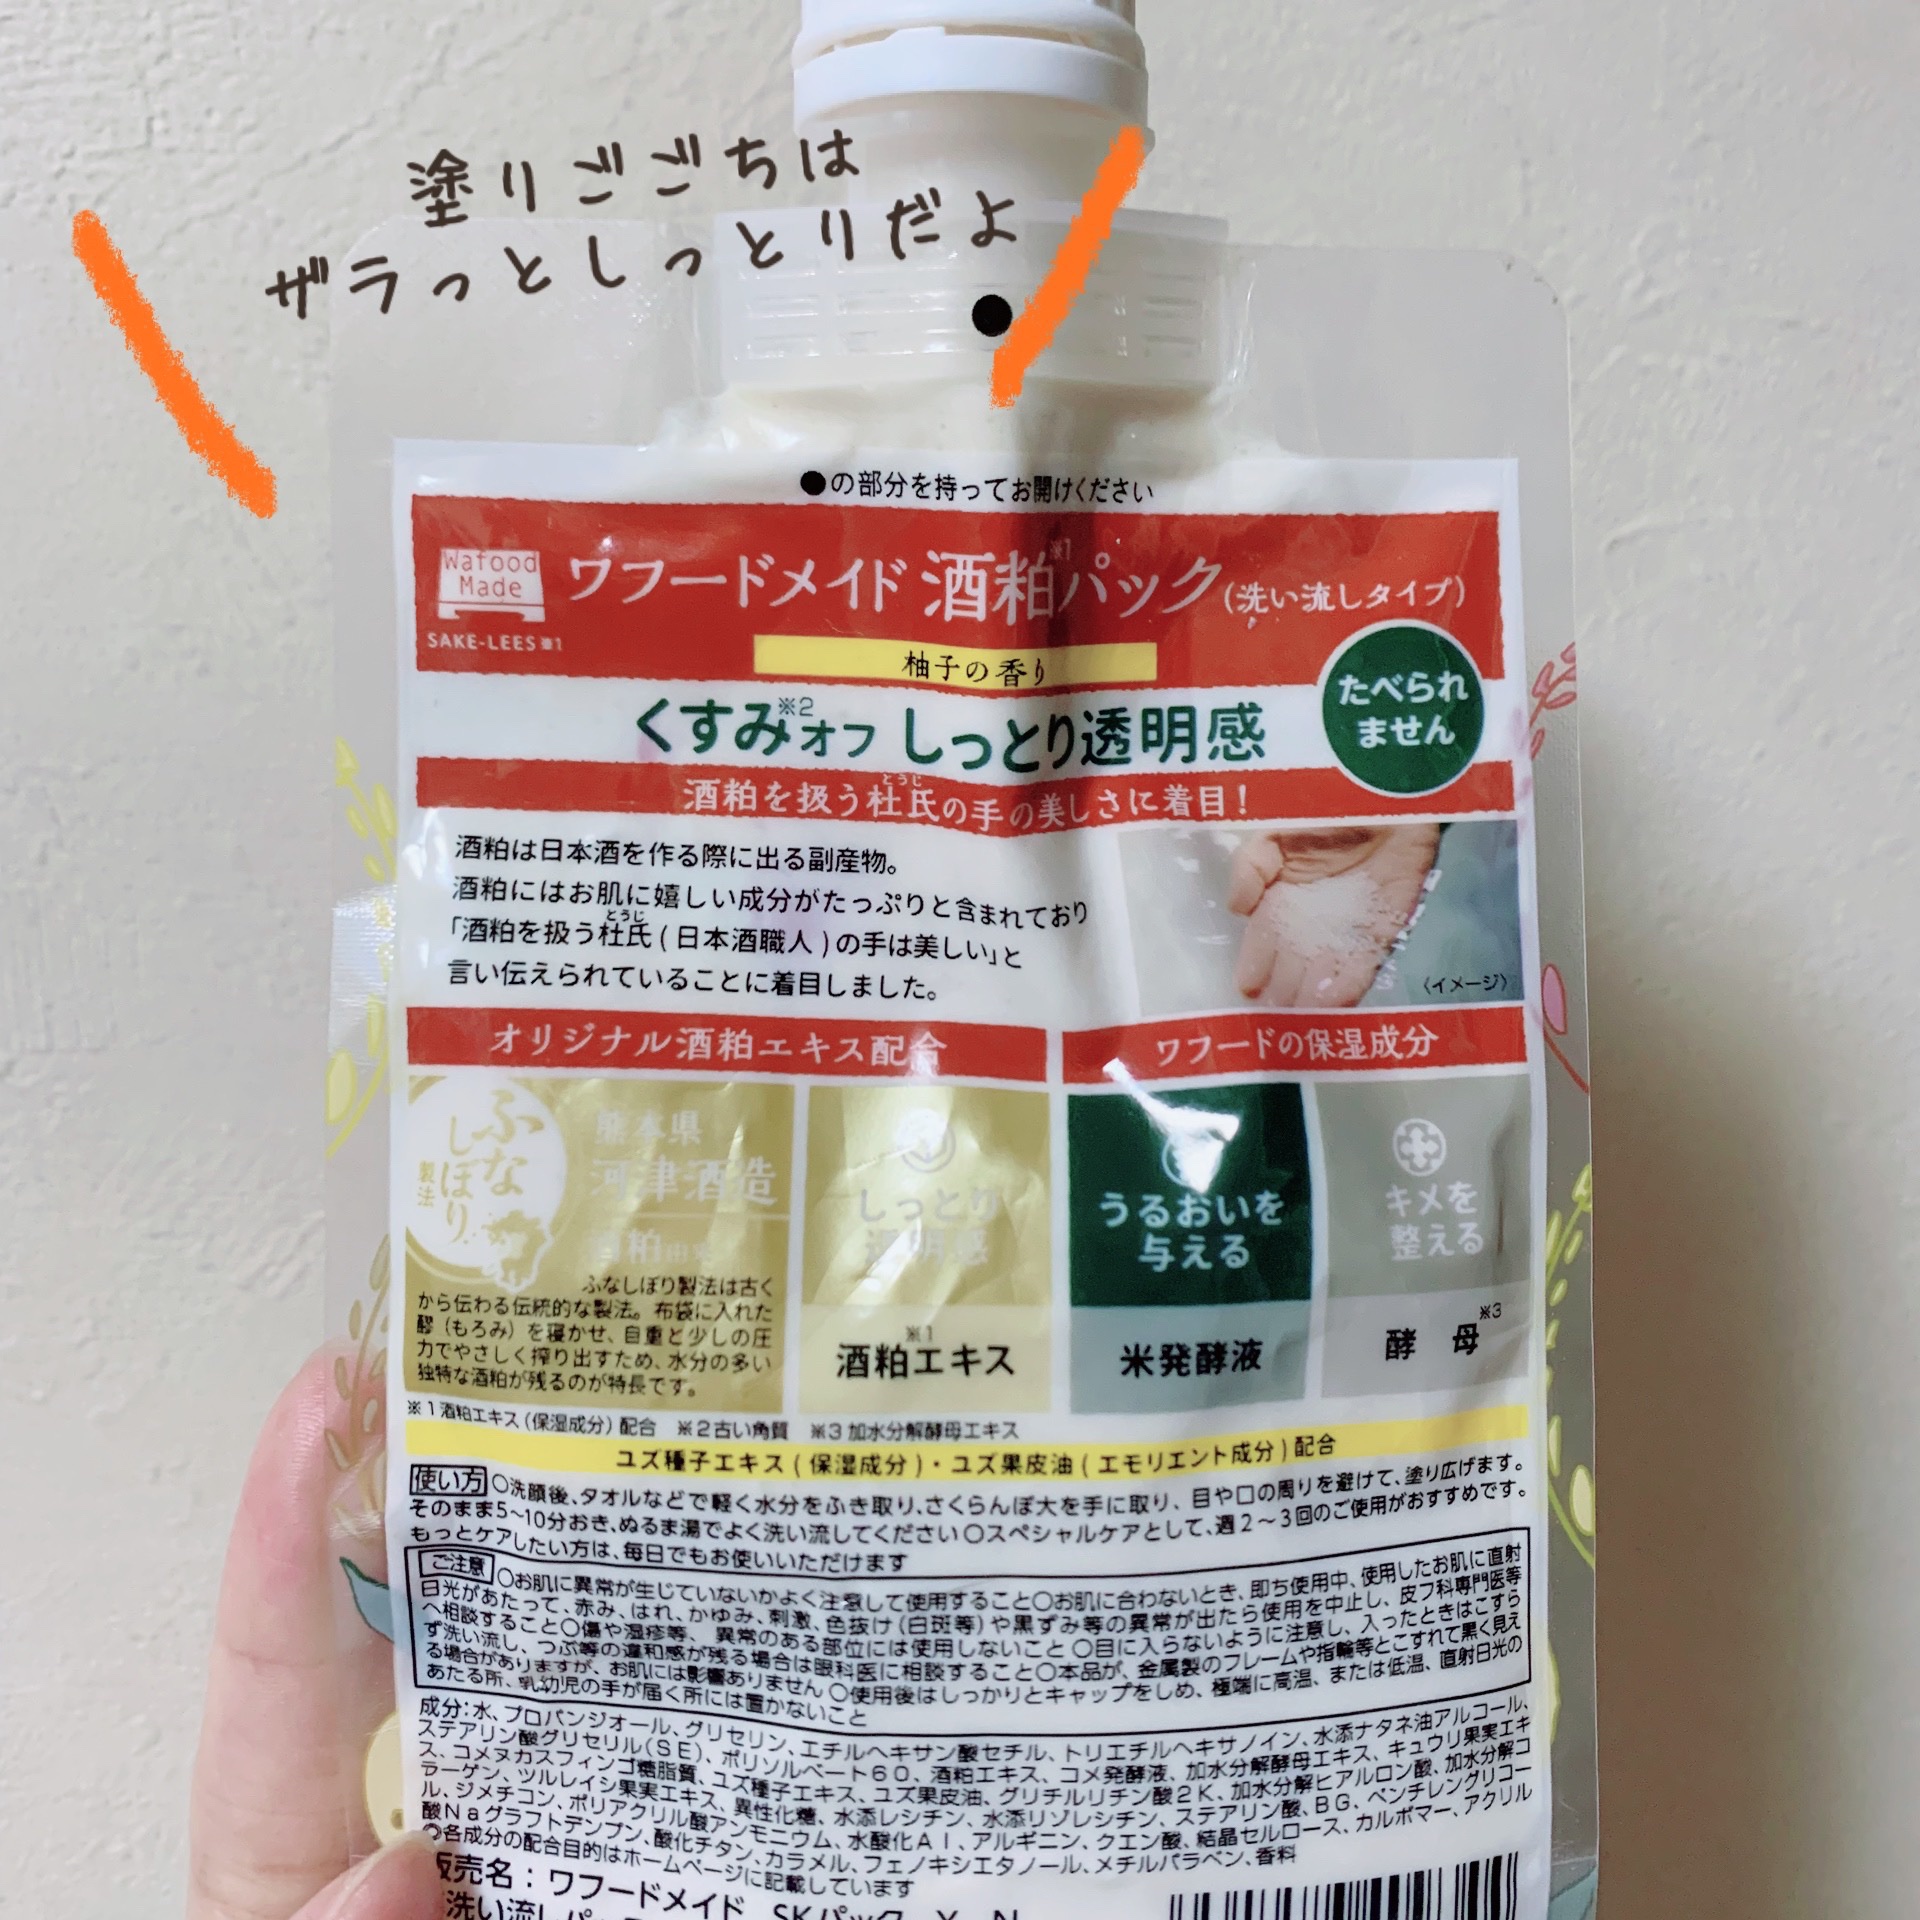 塗りごごちは
ザラっとしっとりだよ
●の部分を持ってお開けください
Wafood
Made
SAKE-LEES※1
ワフードメイド 酒粕※1パック(洗い流しタイプ)
柚子の香り
くすみ※2オフ しっとり透明感
たべられ
ません
酒粕を扱う杜氏の手の美しさに着目!
とうじ
酒粕は日本酒を作る際に出る副産物。
酒粕にはお肌に嬉しい成分がたっぷりと含まれており
とうじ
「酒粕を扱う杜氏(日本酒職人)の手は美しい」と
言い伝えられていることに着目しました。
〈イメージ〉
オリジナル酒粕エキス配合
ワフードの保湿成分
ふな
しぼり
製法
熊本県
河津酒造
酒粕由来
ふなしぼり製法は古く
から伝わる伝統的な製法。布袋に入れた
醪(もろみ)を寝かせ、自重と少しの圧
力でやさしく搾り出すため、水分の多い
独特な酒粕が残るのが特長です。
しっとり
透明感
※1
酒粕エキス
うるおいを
与える
米発酵液
キメを
整える
酵 母※3
※1酒粕エキス(保湿成分)配合 ※2古い角質 ※3加水分解酵母エキス
ユズ種子エキス(保湿成分)・ユズ果皮油(エモリエント成分)配合
使い方 ○洗顔後、タオルなどで軽く水分をふき取り、さくらんぼ大を手に取り、目や口の周りを避けて、塗り広げます。
そのまま5~10分おき、ぬるま湯でよく洗い流してください○スペシャルケアとして、週2~3回のご使用がおすすめです。
もっとケアしたい方は、毎日でもお使いいただけます
ご注意 ○お肌に異常が生じていないかよく注意して使用すること○お肌に合わないとき、即ち使用中、使用したお肌に直射
日光があたって、赤み、はれ、かゆみ、刺激、色抜け(白斑等)や黒ずみ等の異常が出たら使用を中止し、皮フ科専門医等
へ相談すること○傷や湿疹等、異常のある部位には使用しないこと ○目に入らないように注意し、入ったときはこすら
ず洗い流し、つぶ等の違和感が残る場合は眼科医に相談すること○本品が、金属製のフレームや指輪等とこすれて黒く見え
る場合がありますが、お肌には影響ありません ○使用後はしっかりとキャップをしめ、極端に高温、または低温、直射日光の
あたる所、乳幼児の手が届く所には置かないこと
成分:水、プロパンジオール、グリセリン、エチルヘキサン酸セチル、トリエチルヘキサノイン、水添ナタネ油アルコール、
ステアリン酸グリセリル(SE)、ポリソルベート60、酒粕エキス、コメ発酵液、加水分解酵母エキス、キュウリ果実エキ
ス、コメヌカスフィンゴ糖脂質、ユズ種子エキス、ユズ果皮油、グリチルリチン酸2K、加水分解ヒアルロン酸、加水分解コ
ラーゲン、ツルレイシ果実エキス、異性化糖、水添レシチン、水添リゾレシチン、ステアリン酸、BG、ペンチレングリコー
ル、ジメチコン、ポリアクリル酸アンモニウム、水酸化Al、アルギニン、クエン酸、結晶セルロース、カルボマー、アクリル
酸Naグラフトデンプン、酸化チタン、カラメル、フェノキシエタノール、メチルパラベン、香料
○各成分の配合目的はホームページに記載しています
販売名:ワフードメイド SKパック Y N